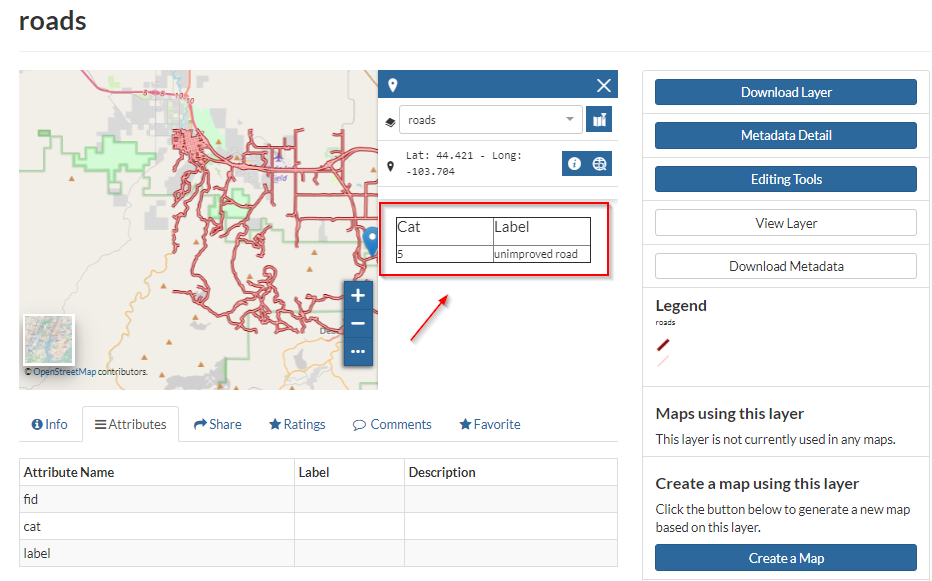 roads
roads
Lat: 44.421 - Long:
-103.704
Cat Label
5 unimproved road
+
−
...
© OpenStreetMap contributors.
Info Attributes Share Ratings Comments Favorite
Attribute Name Label Description
fid
cat
label
Download Layer
Metadata Detail
Editing Tools
View Layer
Download Metadata
Legend
roads
Maps using this layer
This layer is not currently used in any maps.
Create a map using this layer
Click the button below to generate a new map
based on this layer.
Create a Map